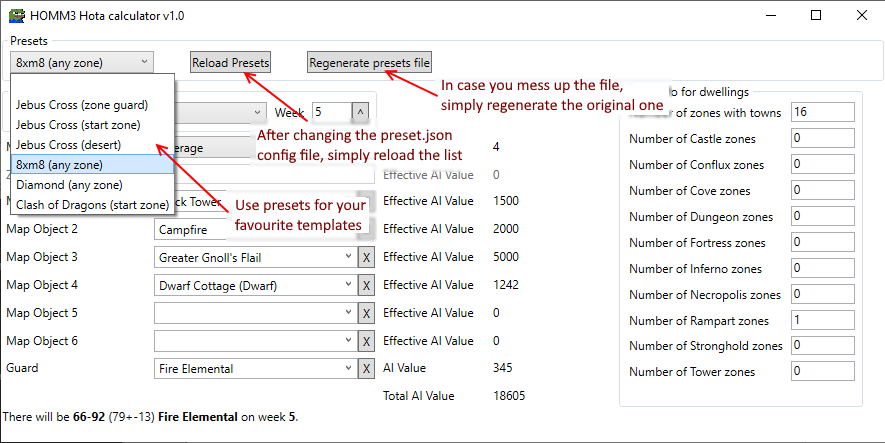 HOMM3 Hota calculator v1.0
Presets
8xm8 (any zone)
Reload Presets
Regenerate presets file
Jebus Cross (zone guard)
Jebus Cross (start zone)
Jebus Cross (desert)
8xm8 (any zone)
Diamond (any zone)
Clash of Dragons (start zone)
In case you mess up the file,
simply regenerate the original one
After changing the preset.json
config file, simply reload the list
Use presets for your
favourite templates
Week 5 ^
erage 4
Effective AI Value 0
ck Tower Effective AI Value 1500
Map Object 2 Campfire Effective AI Value 2000
Map Object 3 Greater Gnoll's Flail X Effective AI Value 5000
Map Object 4 Dwarf Cottage (Dwarf) X Effective AI Value 1242
Map Object 5 X Effective AI Value 0
Map Object 6 X Effective AI Value 0
Guard Fire Elemental X AI Value 345
Total AI Value 18605
There will be 66-92 (79+-13) Fire Elemental on week 5.
o for dwellings
of zones with towns 16
Number of Castle zones 0
Number of Conflux zones 0
Number of Cove zones 0
Number of Dungeon zones 0
Number of Fortress zones 0
Number of Inferno zones 0
Number of Necropolis zones 0
Number of Rampart zones 1
Number of Stronghold zones 0
Number of Tower zones 0